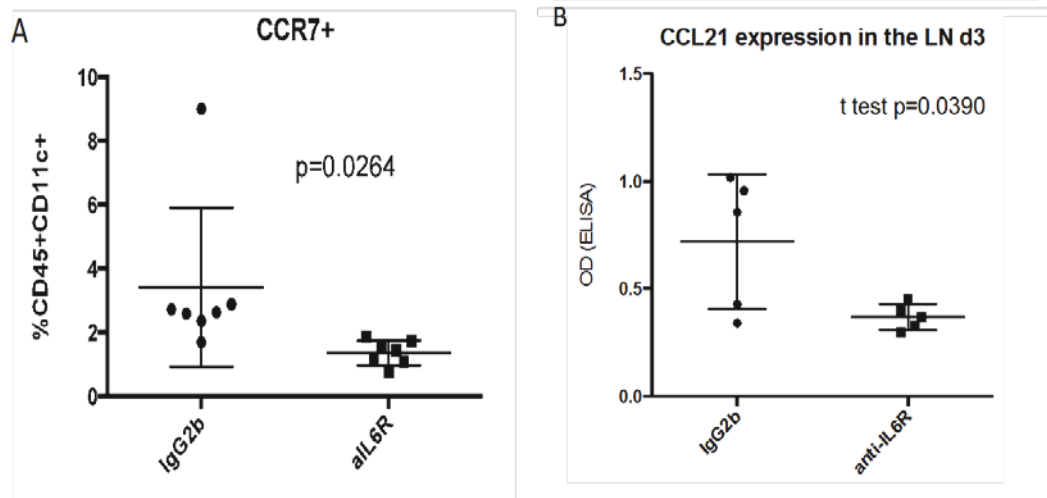 A
CCR7+
10
8
6
4
2
0
%CD45+CD11c+
p=0.0264
IgG2b
aIL6R
B
CCL21 expression in the LN d3
1.5
1.0
0.5
0.0
OD (ELISA)
t test p=0.0390
IgG2b
anti-IL6R